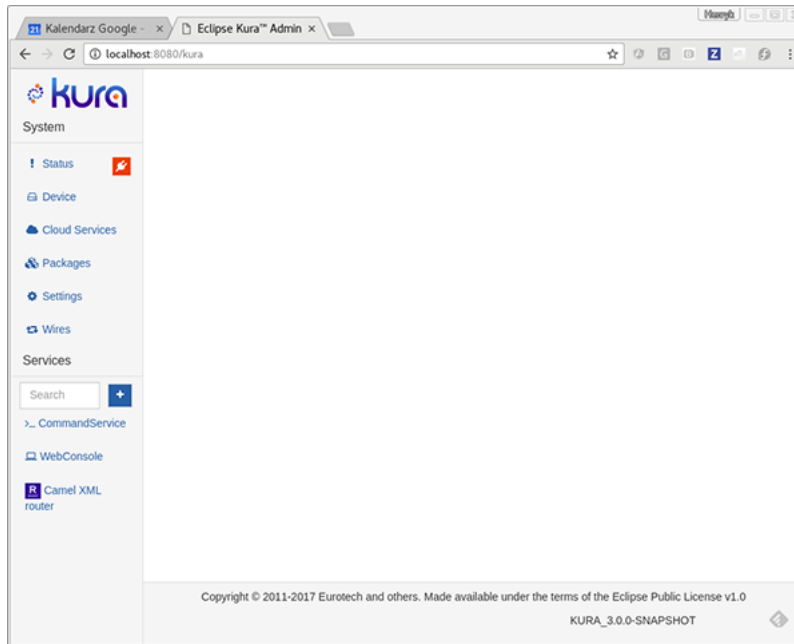 Henryk
31 Kalendarz Google -
Eclipse Kura™ Admin
localhost:8080/kura
G
Z
kura
System
Status
Device
Cloud Services
Packages
Settings
Wires
Services
Search
+
>_ CommandService
WebConsole
R Camel XML
router
Copyright © 2011-2017 Eurotech and others. Made available under the terms of the Eclipse Public License v1.0
KURA_3.0.0-SNAPSHOT